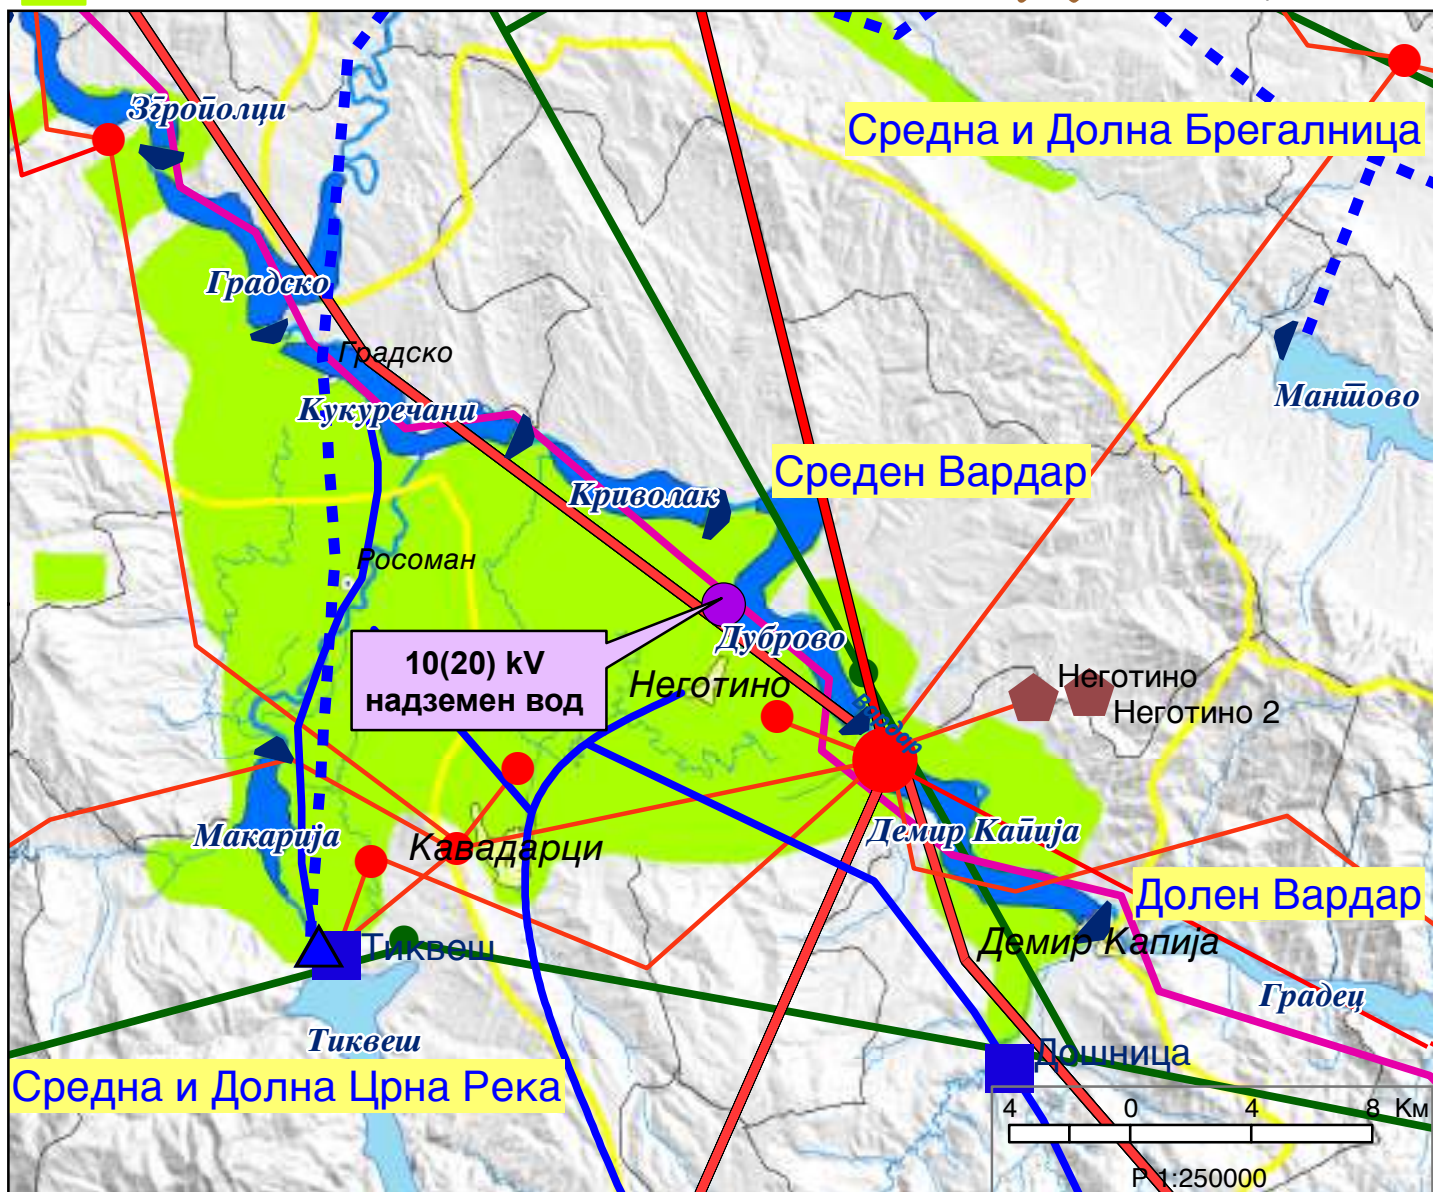 Згрополци
Средна и Долна Брегалница
Градско
Градско
Мантово
Кукуречани
Среден Вардар
Криволак
Росоман
10(20) kV
надземен вод
Дуброво
Неготино
Неготино
Неготино 2
Вардар
Макарија
Кавадарци
Демир Капија
Долен Вардар
Тиквеш
Демир Капија
Градец
Тиквеш
Дошница
Средна и Долна Црна Река
4 0 4 8 Км
Р 1:250000